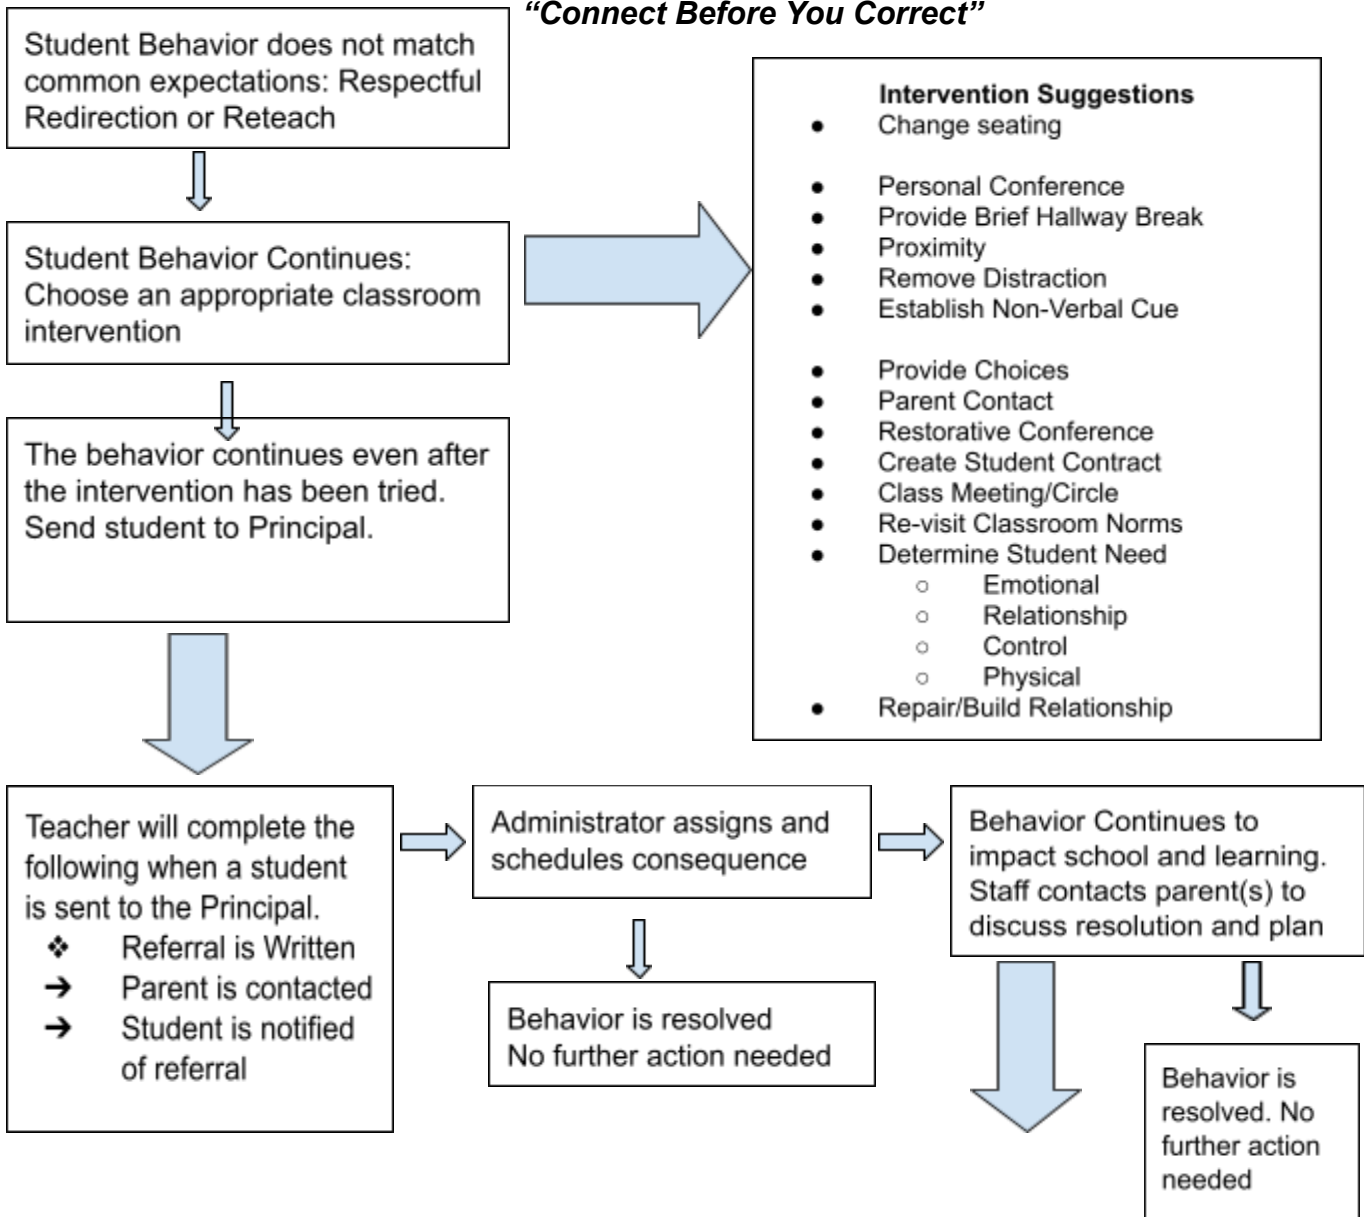 “Connect Before You Correct”
Student Behavior does not match
common expectations: Respectful
Redirection or Reteach
Student Behavior Continues:
Choose an appropriate classroom
intervention
The behavior continues even after
the intervention has been tried.
Send student to Principal.
Intervention Suggestions
● Change seating
● Personal Conference
● Provide Brief Hallway Break
● Proximity
● Remove Distraction
● Establish Non-Verbal Cue
● Provide Choices
● Parent Contact
● Restorative Conference
● Create Student Contract
● Class Meeting/Circle
● Re-visit Classroom Norms
● Determine Student Need
○ Emotional
○ Relationship
○ Control
○ Physical
● Repair/Build Relationship
Teacher will complete the
following when a student
is sent to the Principal.
❖ Referral is Written
➔ Parent is contacted
➔ Student is notified
of referral
Administrator assigns and
schedules consequence
Behavior is resolved
No further action needed
Behavior Continues to
impact school and learning.
Staff contacts parent(s) to
discuss resolution and plan
Behavior is
resolved. No
further action
needed